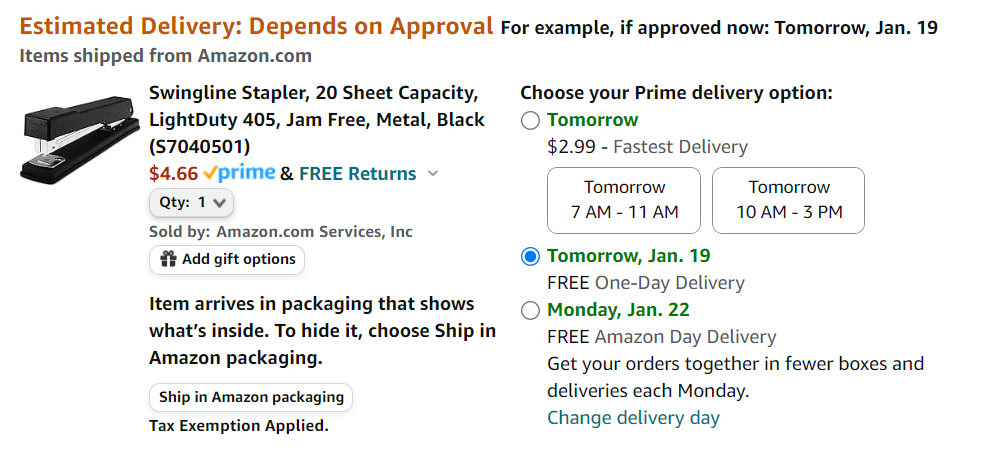 Estimated Delivery: Depends on Approval For example, if approved now: Tomorrow, Jan. 19
Items shipped from Amazon.com
Swingline Stapler, 20 Sheet Capacity,
LightDuty 405, Jam Free, Metal, Black
(S7040501)
$4.66 prime & FREE Returns
Qty: 1
Sold by: Amazon.com Services, Inc
Add gift options
Item arrives in packaging that shows
what’s inside. To hide it, choose Ship in
Amazon packaging.
Ship in Amazon packaging
Tax Exemption Applied.
Choose your Prime delivery option:
Tomorrow
$2.99 - Fastest Delivery
Tomorrow
7 AM - 11 AM
Tomorrow
10 AM - 3 PM
Tomorrow, Jan. 19
FREE One-Day Delivery
Monday, Jan. 22
FREE Amazon Day Delivery
Get your orders together in fewer boxes and
deliveries each Monday.
Change delivery day